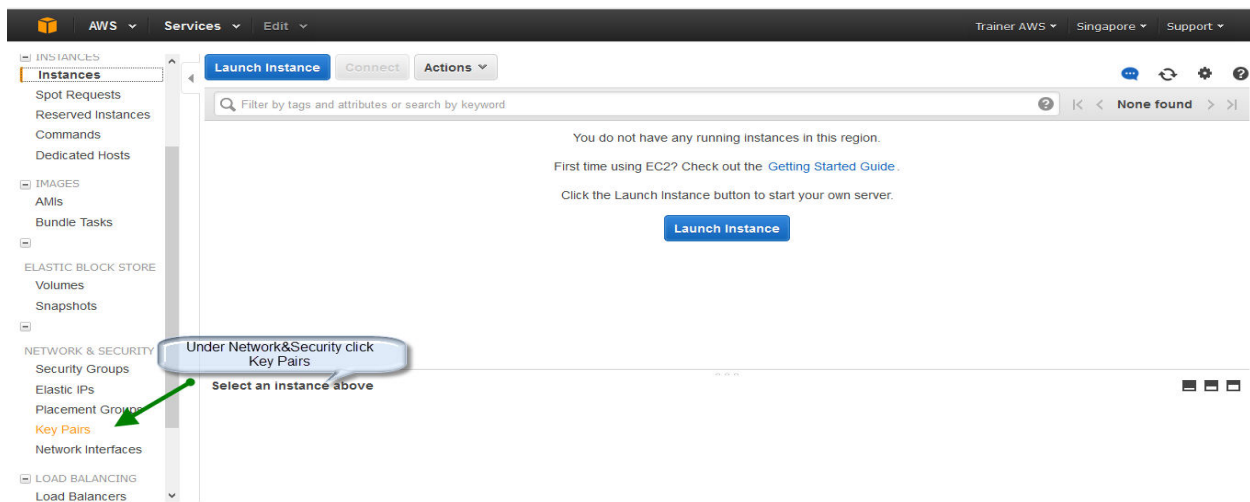 AWS Services Edit Trainer AWS Singapore Support
INSTANCES
Instances
Spot Requests
Reserved Instances
Commands
Dedicated Hosts
IMAGES
AMIs
Bundle Tasks
ELASTIC BLOCK STORE
Volumes
Snapshots
NETWORK & SECURITY
Security Groups
Elastic IPs
Placement Groups
Key Pairs
Network Interfaces
LOAD BALANCING
Load Balancers
Launch Instance Connect Actions
Filter by tags and attributes or search by keyword
None found
You do not have any running instances in this region.
First time using EC2? Check out the Getting Started Guide.
Click the Launch Instance button to start your own server.
Launch Instance
Under Network&Security click
Key Pairs
Select an instance above